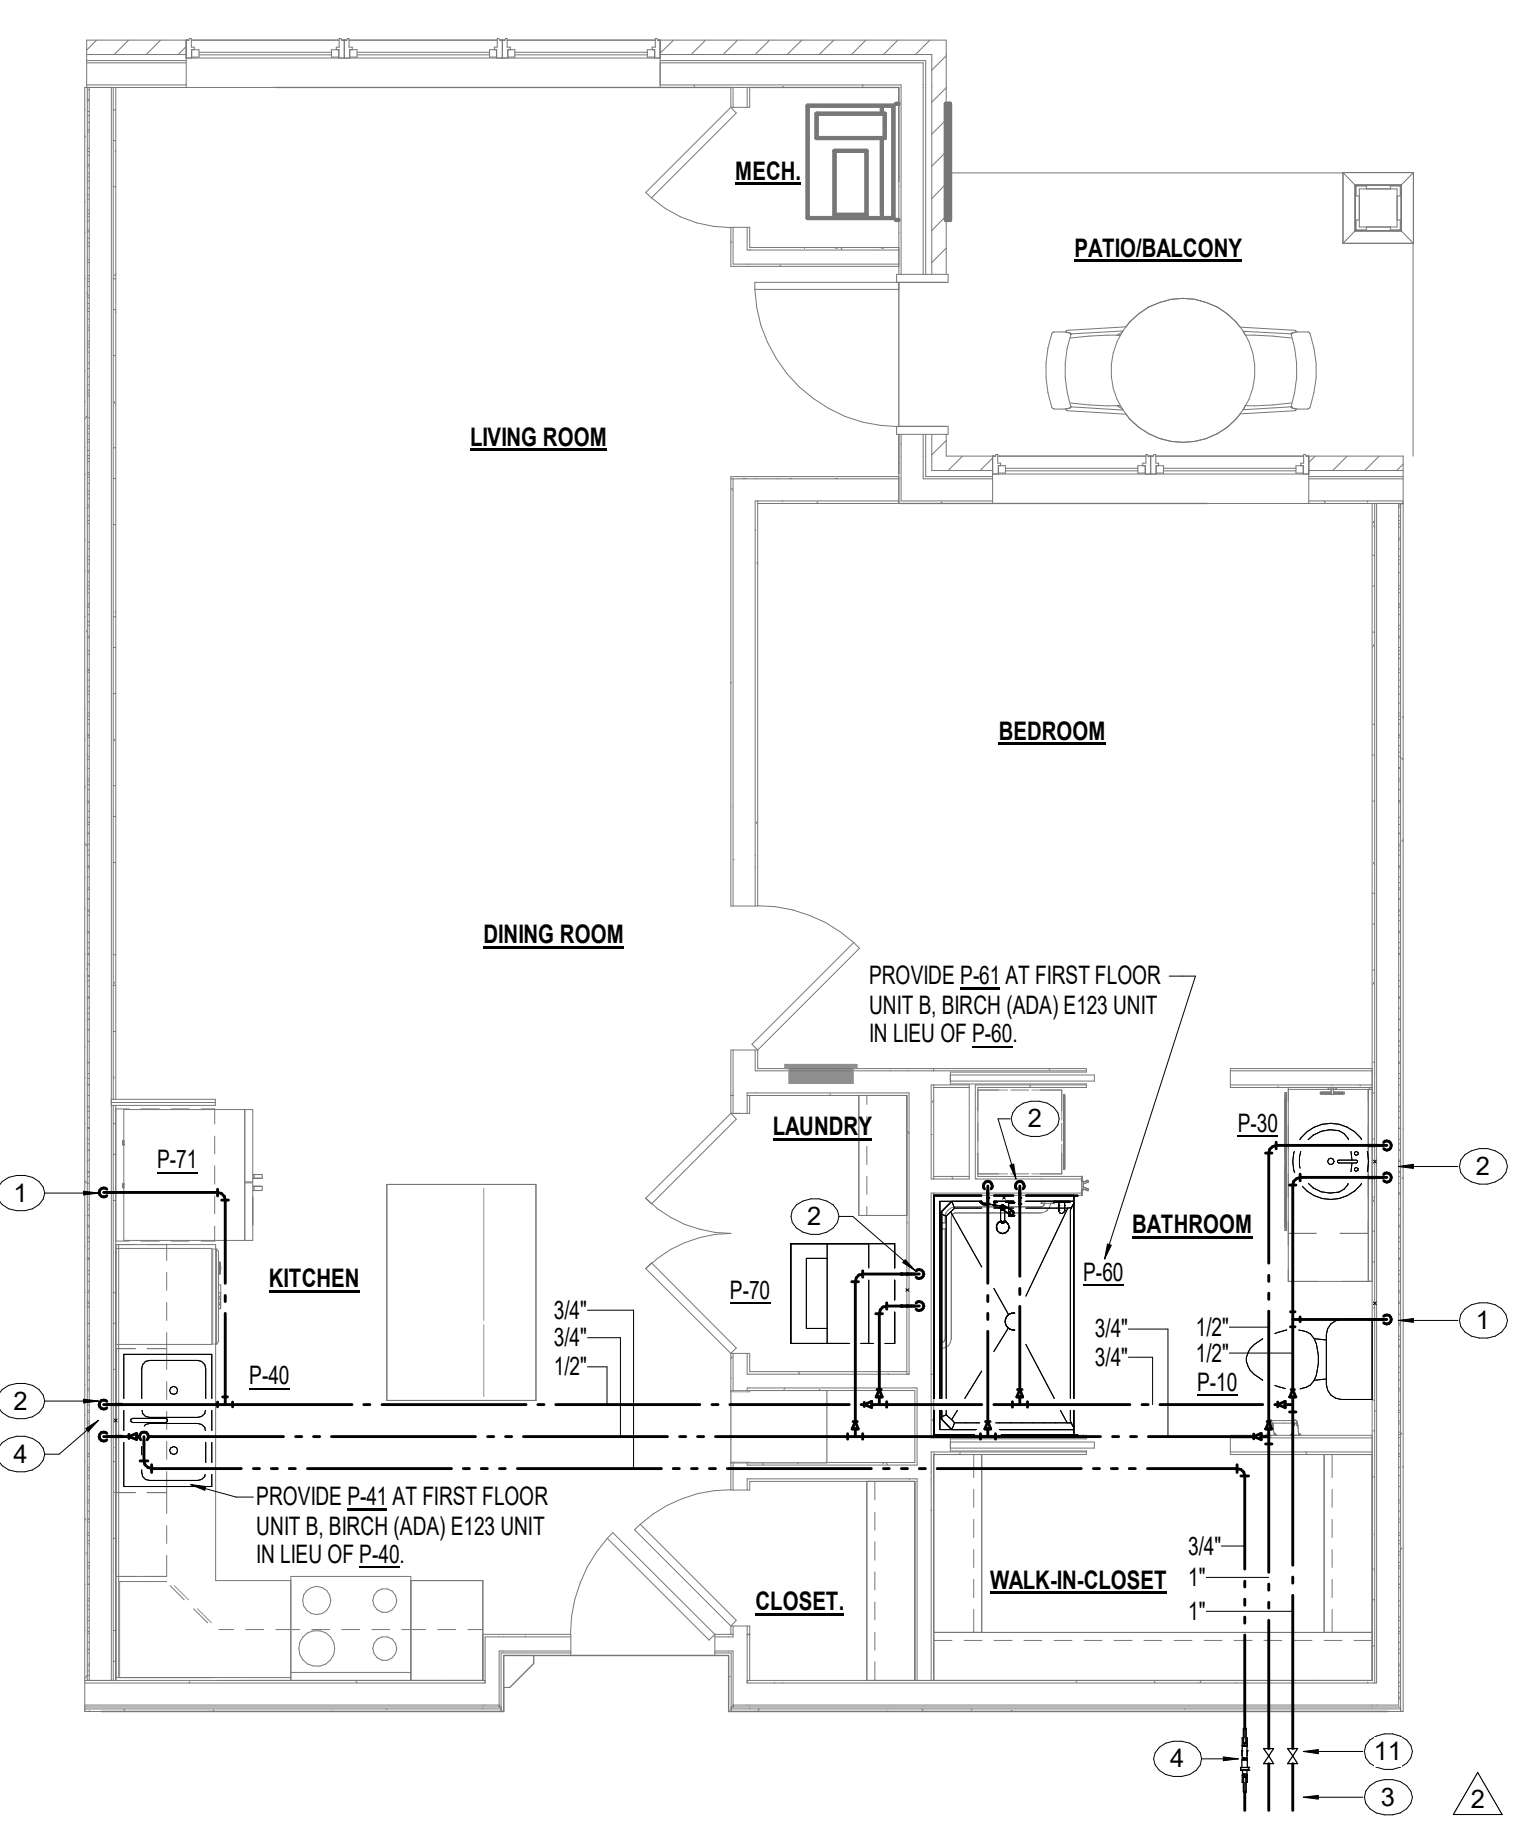 MECH.
PATIO/BALCONY
LIVING ROOM
BEDROOM
DINING ROOM
PROVIDE P-61 AT FIRST FLOOR
UNIT B, BIRCH (ADA) E123 UNIT
IN LIEU OF P-60.
LAUNDRY
2
P-30
P-71
2
1
2
BATHROOM
KITCHEN
P-70
P-60
3/4"
3/4"
1/2"
3/4"
3/4"
1/2"
1/2"
1
P-40
P-10
2
4
PROVIDE P-41 AT FIRST FLOOR
UNIT B, BIRCH (ADA) E123 UNIT
IN LIEU OF P-40.
3/4"
1"
1"
WALK-IN-CLOSET
CLOSET.
4
11
3
2